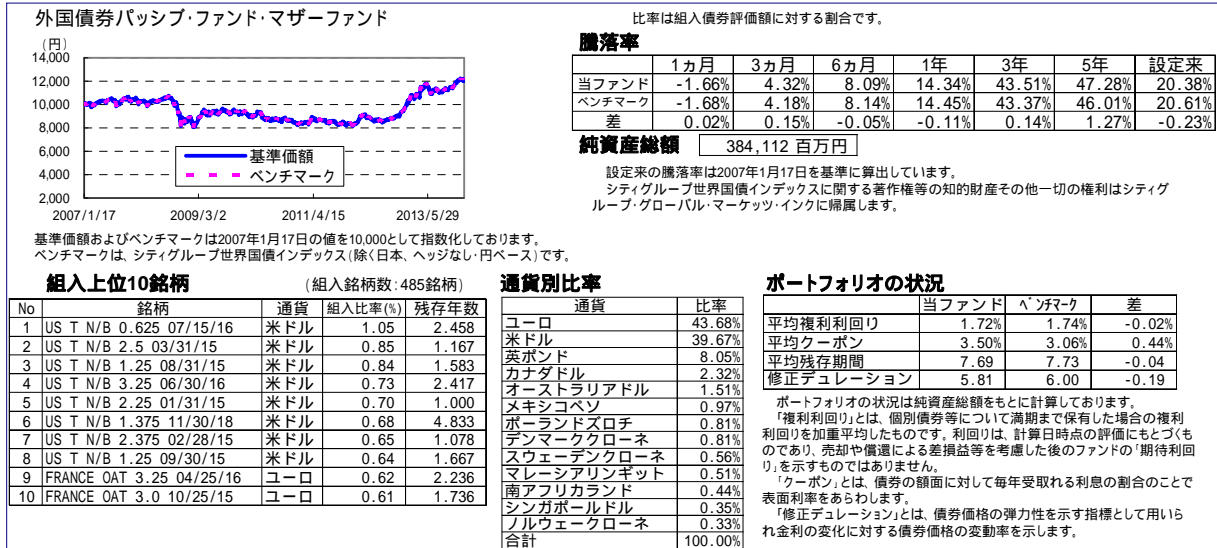 外国債券パッシブ・ファンド・マザーファンド
(円)
14,000
12,000
10,000
8,000
6,000
4,000
2,000
基準価額
ベンチマーク
2007/1/17 2009/3/2 2011/4/15 2013/5/29
基準価額およびベンチマークは2007年1月17日の値を10,000として指数化しております。
ベンチマークは、シティグループ世界国債インデックス(除く日本、ヘッジなし・円ベース)です。
比率は組入債券評価額に対する割合です。
騰落率
1ヵ月 3ヵ月 6ヵ月 1年 3年 5年 設定来
当ファンド -1.66% 4.32% 8.09% 14.34% 43.51% 47.28% 20.38%
ベンチマーク -1.68% 4.18% 8.14% 14.45% 43.37% 46.01% 20.61%
差 0.02% 0.15% -0.05% -0.11% 0.14% 1.27% -0.23%
純資産総額 384,112 百万円
設定来の騰落率は2007年1月17日を基準に算出しています。
シティグループ世界国債インデックスに関する著作権等の知的財産その他一切の権利はシティグ
ループ・グローバル・マーケッツ・インクに帰属します。
組入上位10銘柄 (組入銘柄数:485銘柄)
No 銘柄 通貨 組入比率(%) 残存年数
1 US T N/B 0.625 07/15/16 米ドル 1.05 2.458
2 US T N/B 2.5 03/31/15 米ドル 0.85 1.167
3 US T N/B 1.25 08/31/15 米ドル 0.84 1.583
4 US T N/B 3.25 06/30/16 米ドル 0.73 2.417
5 US T N/B 2.25 01/31/15 米ドル 0.70 1.000
6 US T N/B 1.375 11/30/18 米ドル 0.68 4.833
7 US T N/B 2.375 02/28/15 米ドル 0.65 1.078
8 US T N/B 1.25 09/30/15 米ドル 0.64 1.667
9 FRANCE OAT 3.25 04/25/16 ユーロ 0.62 2.236
10 FRANCE OAT 3.0 10/25/15 ユーロ 0.61 1.736
通貨別比率
通貨 比率
ユーロ 43.68%
米ドル 39.67%
英ポンド 8.05%
カナダドル 2.32%
オーストラリアドル 1.51%
メキシコペソ 0.97%
ポーランドズロチ 0.81%
デンマーククローネ 0.81%
スウェーデンクローネ 0.56%
マレーシアリンギット 0.51%
南アフリカランド 0.44%
シンガポールドル 0.35%
ノルウェークローネ 0.33%
合計 100.00%
ポートフォリオの状況
当ファンド ベンチマーク 差
平均複利利回り 1.72% 1.74% -0.02%
平均クーポン 3.50% 3.06% 0.44%
平均残存期間 7.69 7.73 -0.04
修正デュレーション 5.81 6.00 -0.19
ポートフォリオの状況は純資産総額をもとに計算しております。
「複利利回り」とは、個別債券等について満期まで保有した場合の複利
利回りを加重平均したものです。利回りは、計算日時点の評価にもとづくも
のであり、売却や償還による差損益等を考慮した後のファンドの「期待利回
り」を示すものではありません。
「クーポン」とは、債券の額面に対して毎年受取れる利息の割合のことで
表面利率をあらわします。
「修正デュレーション」とは、債券価格の弾力性を示す指標として用いら
れ金利の変化に対する債券価格の変動率を示します。